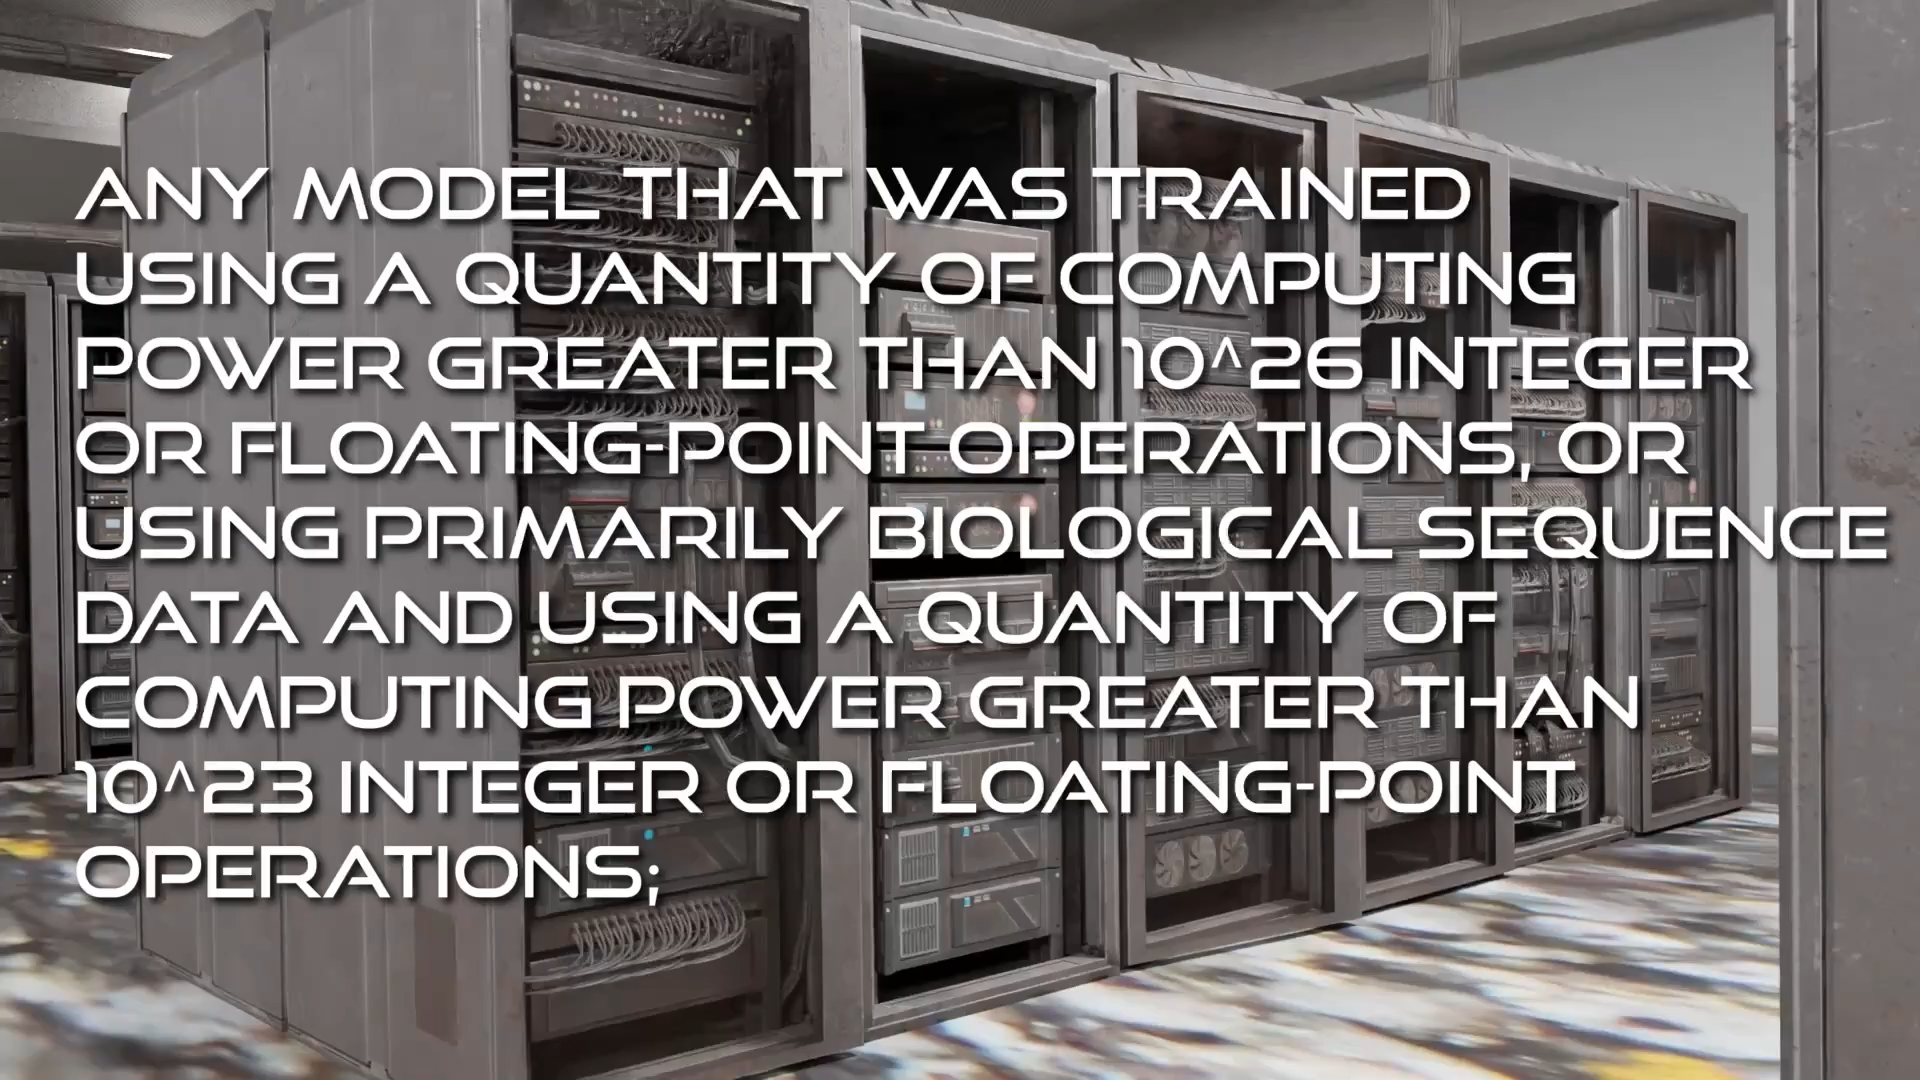 ANY MODEL THAT WAS TRAINED
USING A QUANTITY OF COMPUTING
POWER GREATER THAN 10^26 INTEGER
OR FLOATING-POINT OPERATIONS, OR
USING PRIMARILY BIOLOGICAL SEQUENCE
DATA AND USING A QUANTITY OF
COMPUTING POWER GREATER THAN
10^23 INTEGER OR FLOATING-POINT
OPERATIONS;